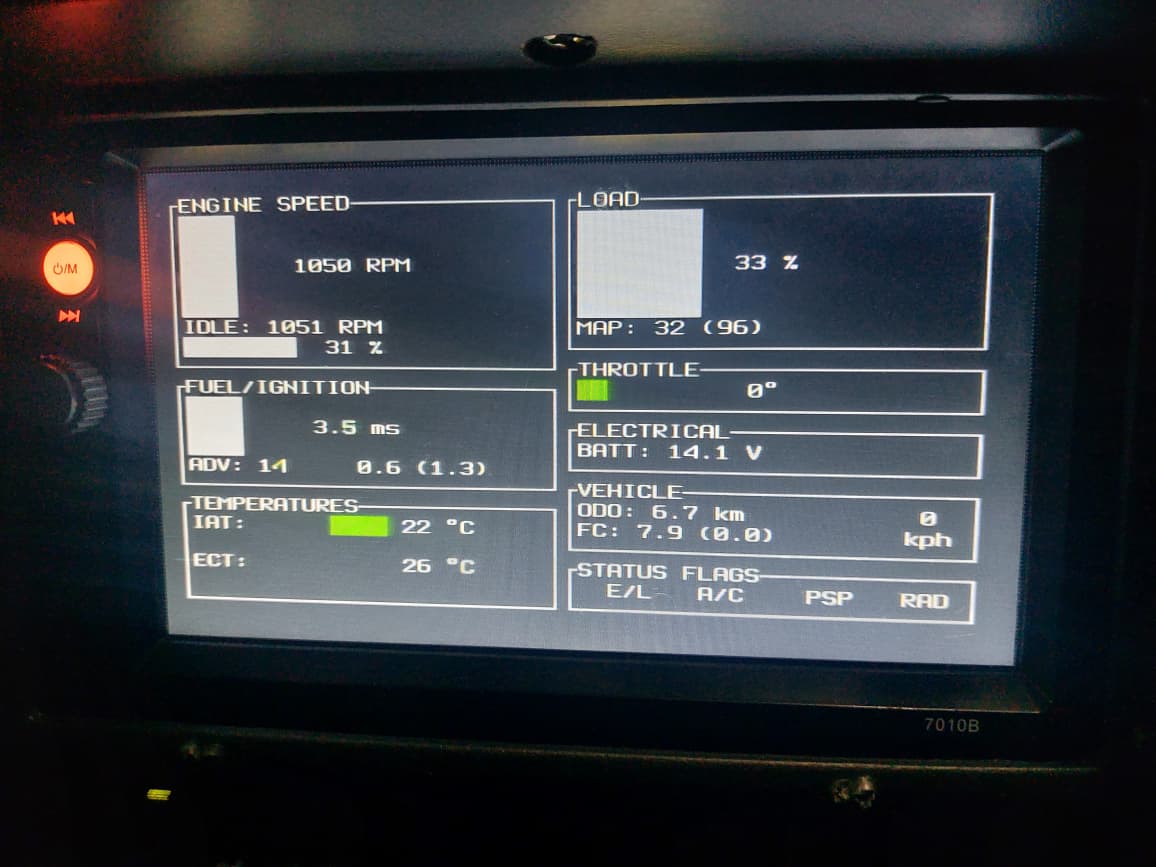 ENGINE SPEED
1050 RPM
IDLE: 1051 RPM
31 %
FUEL/IGNITION
3.5 ms
ADV: 14 0.6 (1.3)
TEMPERATURES
IAT: 22 °C
ECT: 26 °C
LOAD
33 %
MAP: 32 (96)
THROTTLE
0°
ELECTRICAL
BATT: 14.1 V
VEHICLE
ODO: 6.7 km 0
FC: 7.9 (0.0) kph
STATUS FLAGS
E/L A/C PSP RAD
⏻/M
7010B